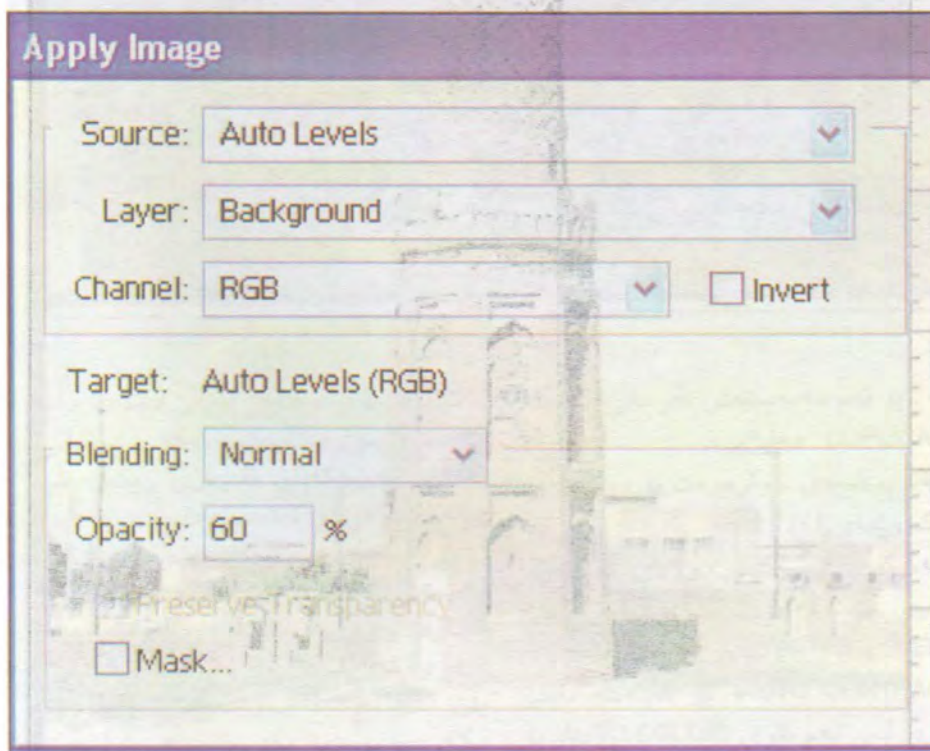 Apply Image
Source: Auto Levels
Layer: Background
Channel: RGB Invert
Target: Auto Levels (RGB)
Blending: Normal
Opacity: 60 %
Preserve Transparency
Mask...